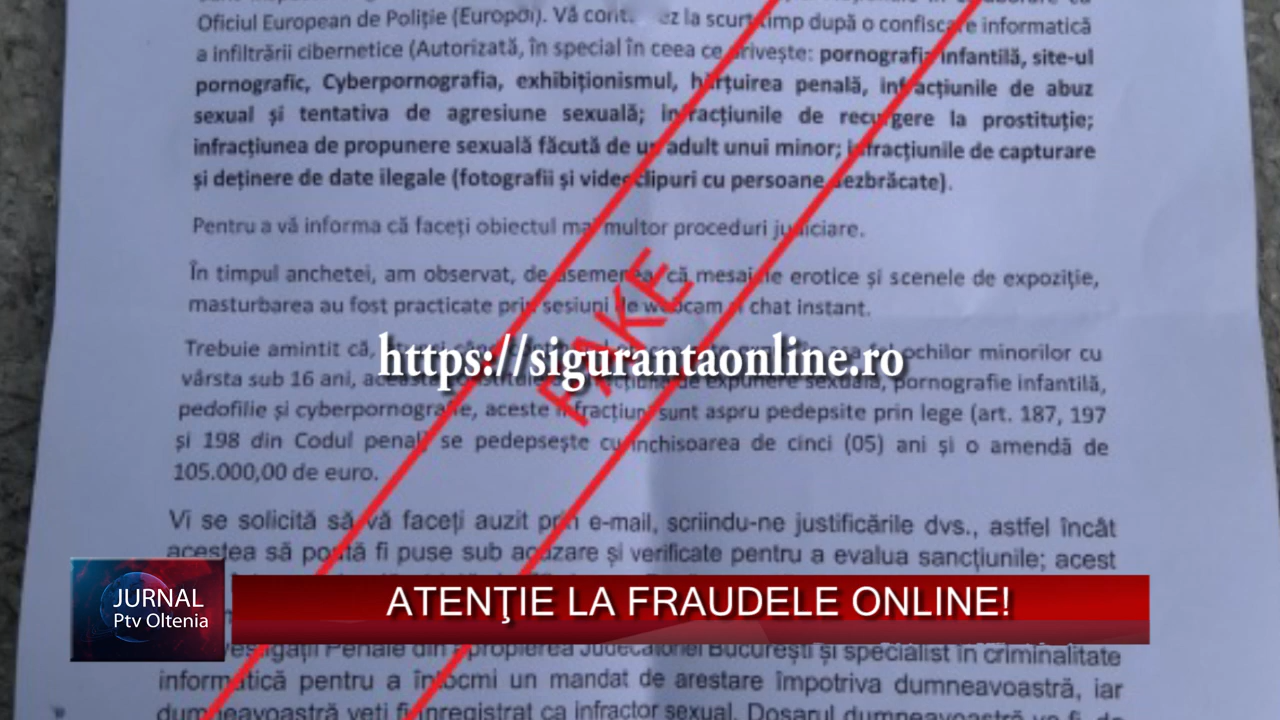 Oficiul European de Poliție (Europol). Vă cont ez la scurt timp după o confiscare informatică
a infiltrării cibernetice (Autorizată, în special în ceea ce privește: pornografia infantilă, site-ul
pornografic, Cyberpornografia, exhibiționismul, hărțuirea penală, infracțiunile de abuz
sexual și tentativa de agresiune sexuală; infracțiunile de recurgere la prostituție;
infracțiunea de propunere sexuală făcută de un adult unui minor; infracțiunile de capturare
și deținere de date ilegale (fotografii și videoclipuri cu persoane dezbrăcate).
Pentru a vă informa că faceți obiectul mai multor proceduri judiciare.
În timpul anchetei, am observat, de asemenea, că mesajele erotice și scenele de expoziție,
masturbarea au fost practicate prin sesiuni de webcam și chat instant.
FAKE
Trebuie amintit că, ochilor minorilor cu
https://sigurantaonline.ro
vârsta sub 16 ani, de expunere sexuală, pornografie infantilă,
pedofilie și cyberpornografie, aceste infracțiuni sunt aspru pedepsite prin lege (art. 187, 197
și 198 din Codul penal) se pedepsește cu închisoarea de cinci (05) ani și o amendă de
105.000,00 de euro.
Vi se solicită să vă faceți auzit prin e-mail, scriindu-ne justificările dvs., astfel încât
acestea să poată fi puse sub acuzare și verificate pentru a evalua sancțiunile; acest
JURNAL
Ptv Oltenia
ATENŢIE LA FRAUDELE ONLINE!
Penale din apropierea Judecătoriei București și specialist în criminalitate
informatică pentru a întocmi un mandat de arestare împotriva dumneavoastră, iar
dumneavoastră veți fi înregistrat ca infractor sexual. Dosarul dumneavoastră